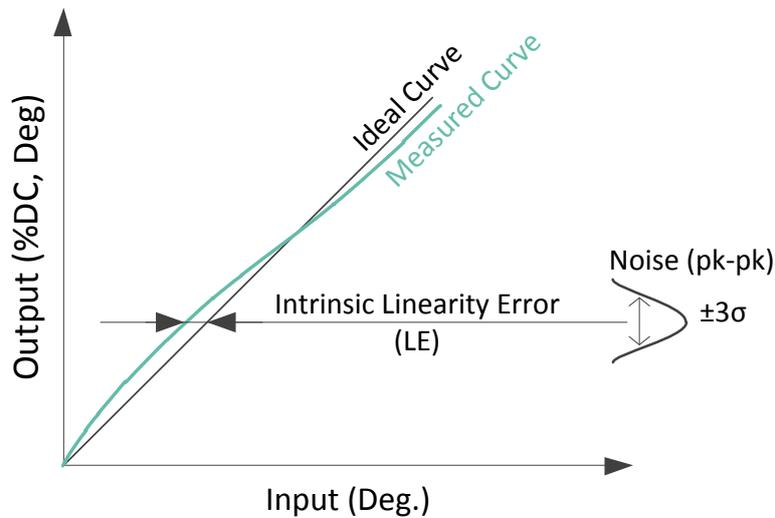 Ideal Curve
Measured Curve
Output (%DC, Deg)
Noise (pk-pk)
±3σ
Intrinsic Linearity Error
(LE)
Input (Deg.)